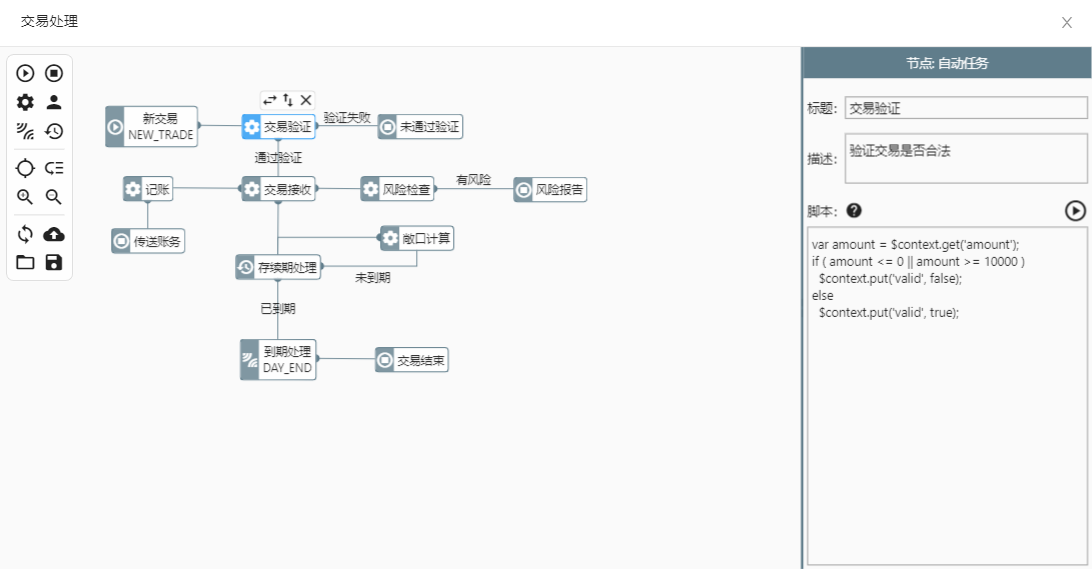 交易处理
新交易
NEW_TRADE
交易验证
验证失败
未通过验证
通过验证
记账
交易接收
风险检查
有风险
风险报告
传送账务
敞口计算
存续期处理
未到期
已到期
到期处理
DAY_END
交易结束
节点: 自动任务
标题:
交易验证
描述:
验证交易是否合法
脚本:
var amount = $context.get('amount');
if ( amount <= 0 || amount >= 10000 )
$context.put('valid', false);
else
$context.put('valid', true);